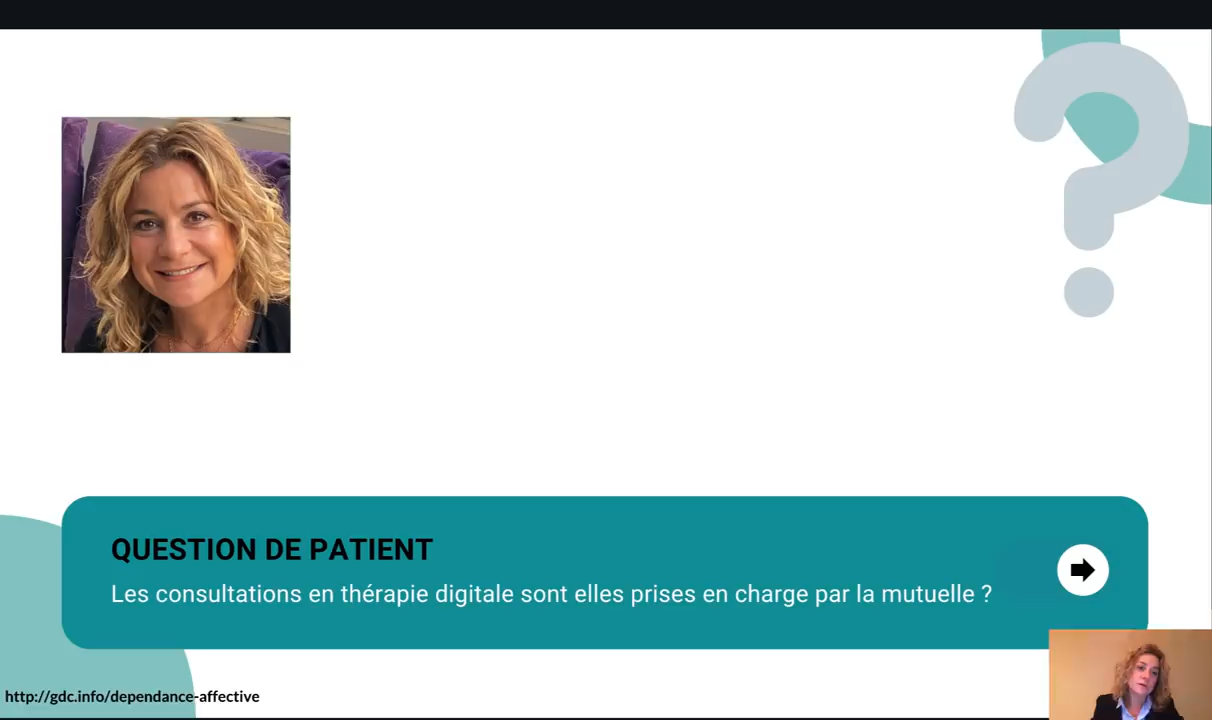 QUESTION DE PATIENT
Les consultations en thérapie digitale sont elles prises en charge par la mutuelle ?
http://gdc.info/dependance-affective